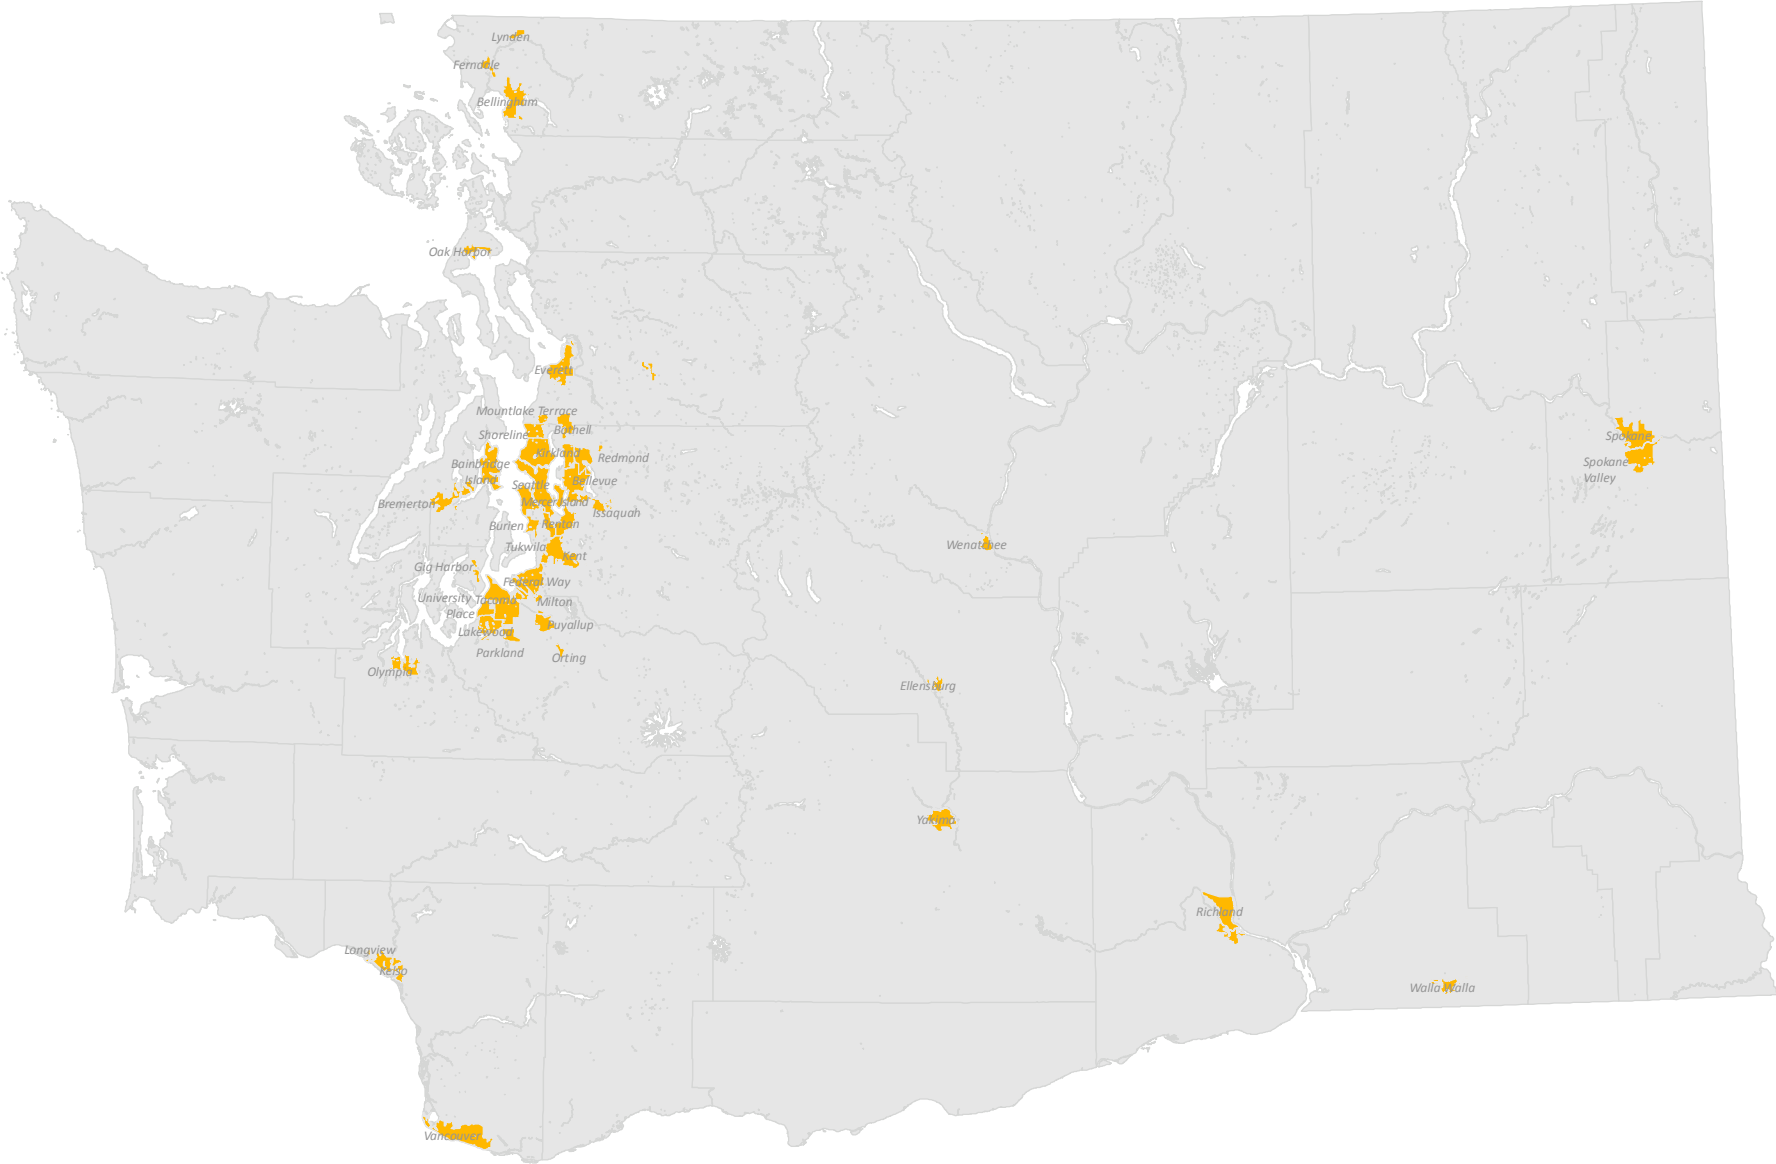 Lynden
Ferndale
Bellingham
Oak Harbor
Everett
Mountlake Terrace
Bothell
Shoreline
Kirkland
Redmond
Bainbridge
Island
Bellevue
Seattle
Mercer Island
Bremerton
Issaquah
Burien
Renton
Tukwila
Kent
Gig Harbor
Federal Way
University
Place
Tacoma
Milton
Puyallup
Lakewood
Parkland
Orting
Olympia
Spokane
Spokane
Valley
Wenatchee
Ellensburg
Yakima
Richland
Longview
Kelso
Walla Walla
Vancouver